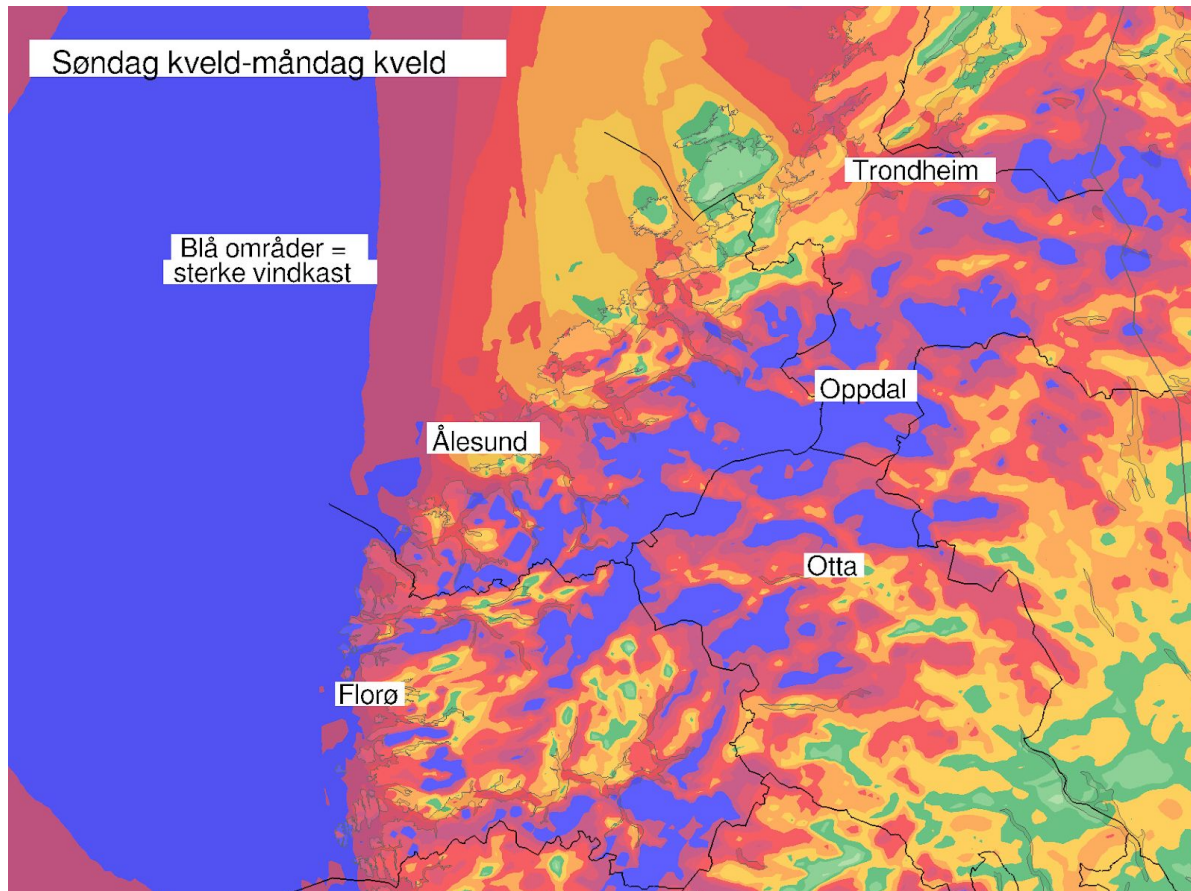 Søndag kveld-måndag kveld
Trondheim
Blå områder =
sterke vindkast
Oppdal
Ålesund
Otta
Florø